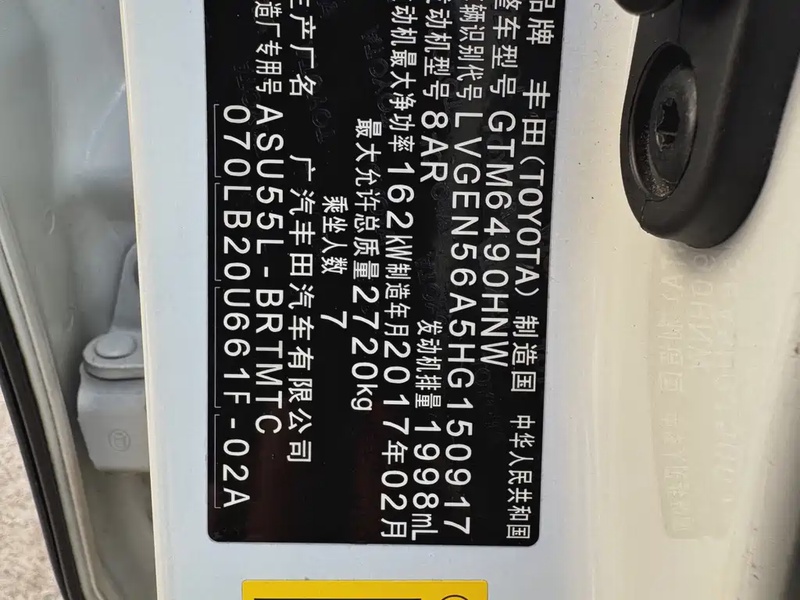 品牌 丰田(TOYOTA) 制造国 中华人民共和国
整车型号 GTM6490HNW
车辆识别代号 LVGEN56A5HG150917
发动机型号 8AR 发动机排量 1998mL
发动机最大净功率 162kW 制造年月 2017年02月
最大允许总质量 2720kg
乘坐人数 7
生产厂名 广汽丰田汽车有限公司
制造厂专用号 ASU55L-BRTMTC
070LB20U661F-02A